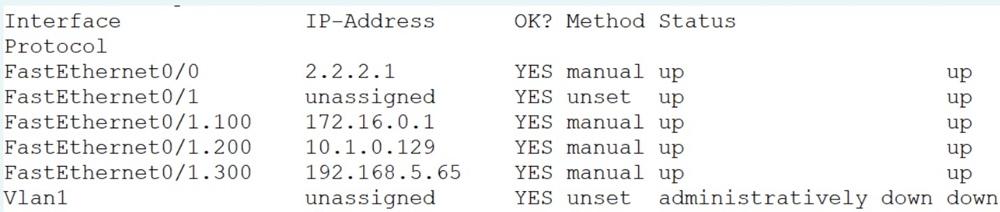 Interface IP-Address OK? Method Status
Protocol
FastEthernet0/0 2.2.2.1 YES manual up up
FastEthernet0/1 unassigned YES unset up up
FastEthernet0/1.100 172.16.0.1 YES manual up up
FastEthernet0/1.200 10.1.0.129 YES manual up up
FastEthernet0/1.300 192.168.5.65 YES manual up up
Vlan1 unassigned YES unset administratively down down